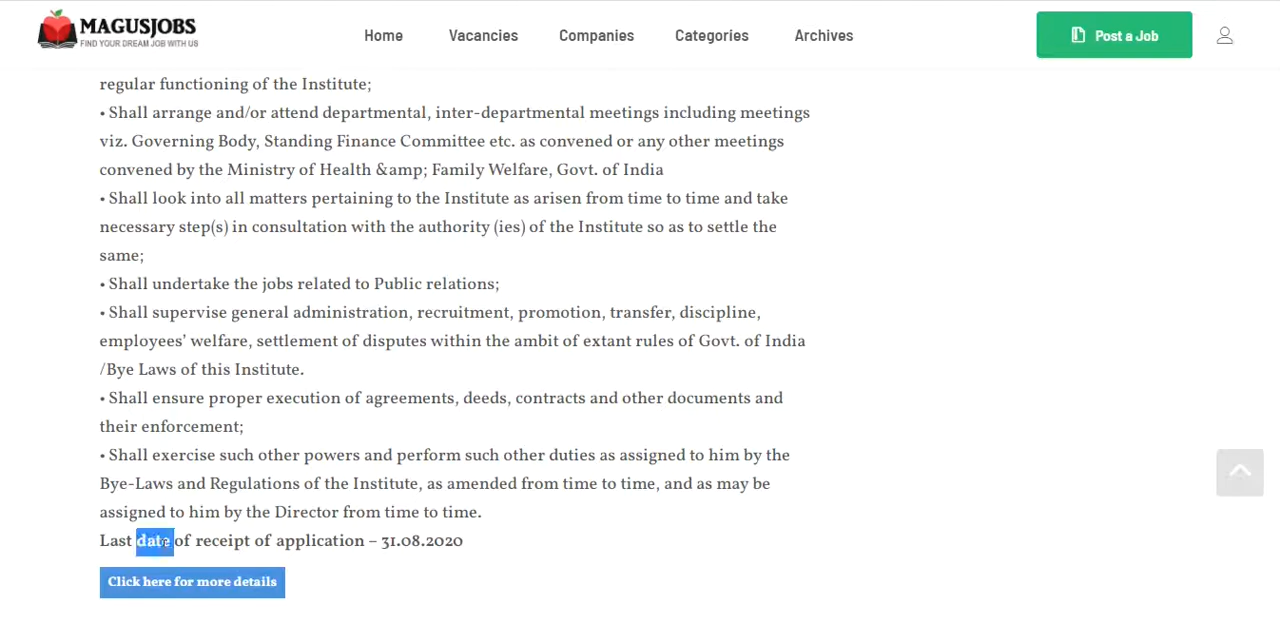 MAGUSJOBS
FIND YOUR DREAM JOB WITH US
Home Vacancies Companies Categories Archives Post a Job
regular functioning of the Institute;
• Shall arrange and/or attend departmental, inter-departmental meetings including meetings
viz. Governing Body, Standing Finance Committee etc. as convened or any other meetings
convened by the Ministry of Health &amp; Family Welfare, Govt. of India
• Shall look into all matters pertaining to the Institute as arisen from time to time and take
necessary step(s) in consultation with the authority (ies) of the Institute so as to settle the
same;
• Shall undertake the jobs related to Public relations;
• Shall supervise general administration, recruitment, promotion, transfer, discipline,
employees’ welfare, settlement of disputes within the ambit of extant rules of Govt. of India
/Bye Laws of this Institute.
• Shall ensure proper execution of agreements, deeds, contracts and other documents and
their enforcement;
• Shall exercise such other powers and perform such other duties as assigned to him by the
Bye-Laws and Regulations of the Institute, as amended from time to time, and as may be
assigned to him by the Director from time to time.
Last date of receipt of application – 31.08.2020
Click here for more details